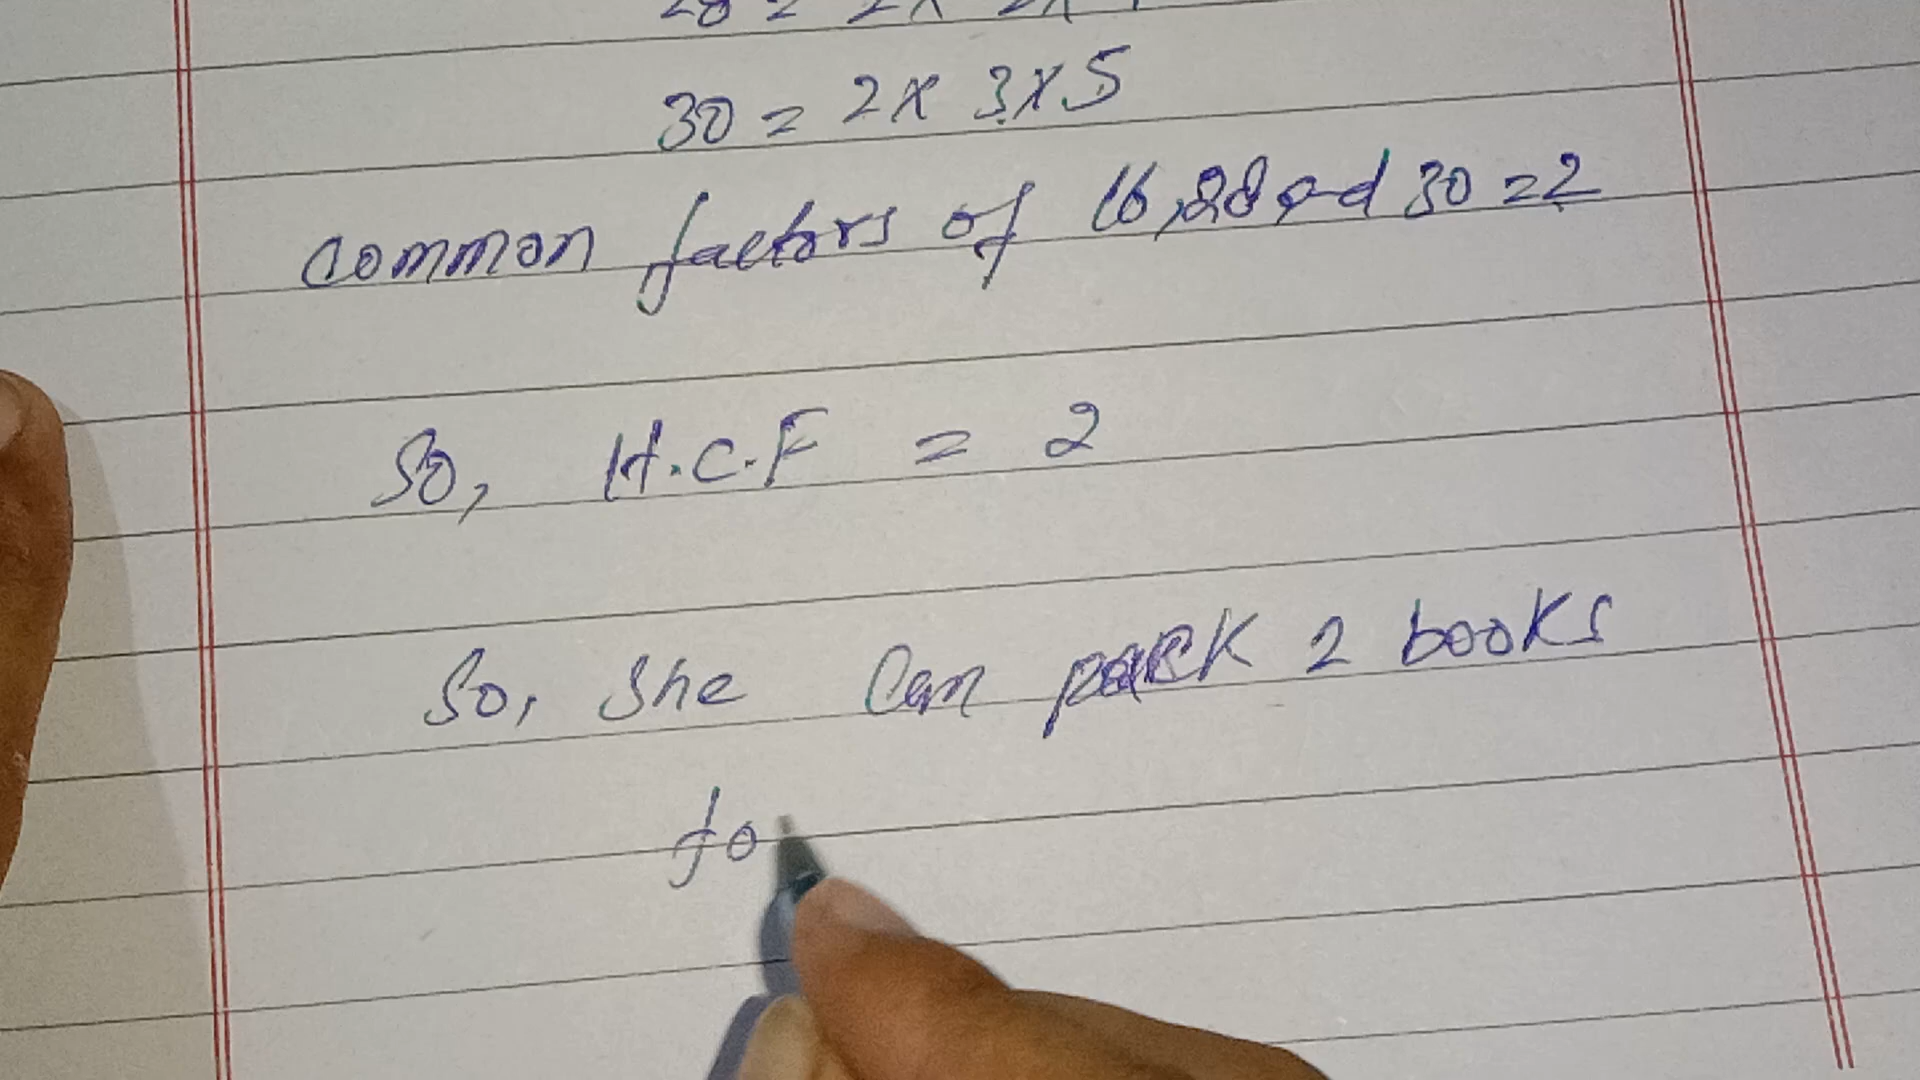 30 = 2 x 3 x 5
common factors of 16, 28 and 30 = 2
So, H.C.F = 2
So, She Can pack 2 books
fo